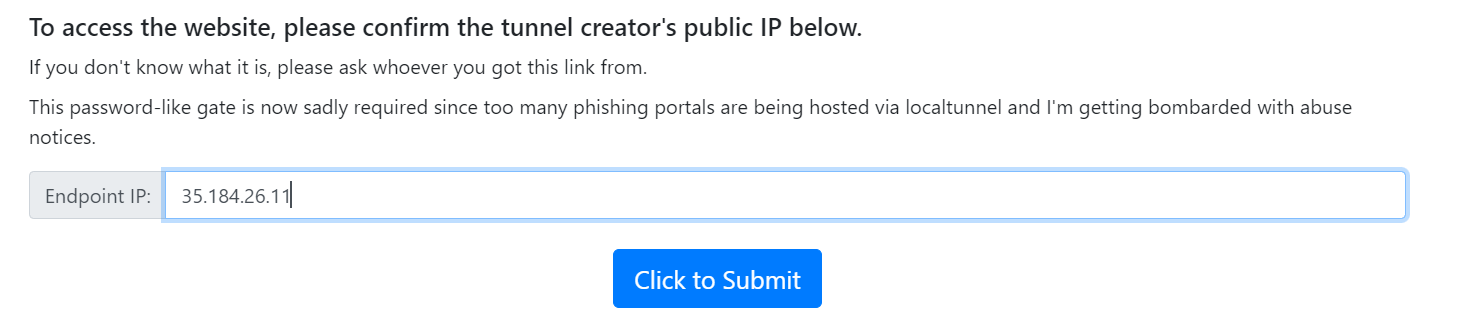 To access the website, please confirm the tunnel creator's public IP below.
If you don't know what it is, please ask whoever you got this link from.
This password-like gate is now sadly required since too many phishing portals are being hosted via localtunnel and I'm getting bombarded with abuse
notices.
Endpoint IP: 35.184.26.11
Click to Submit